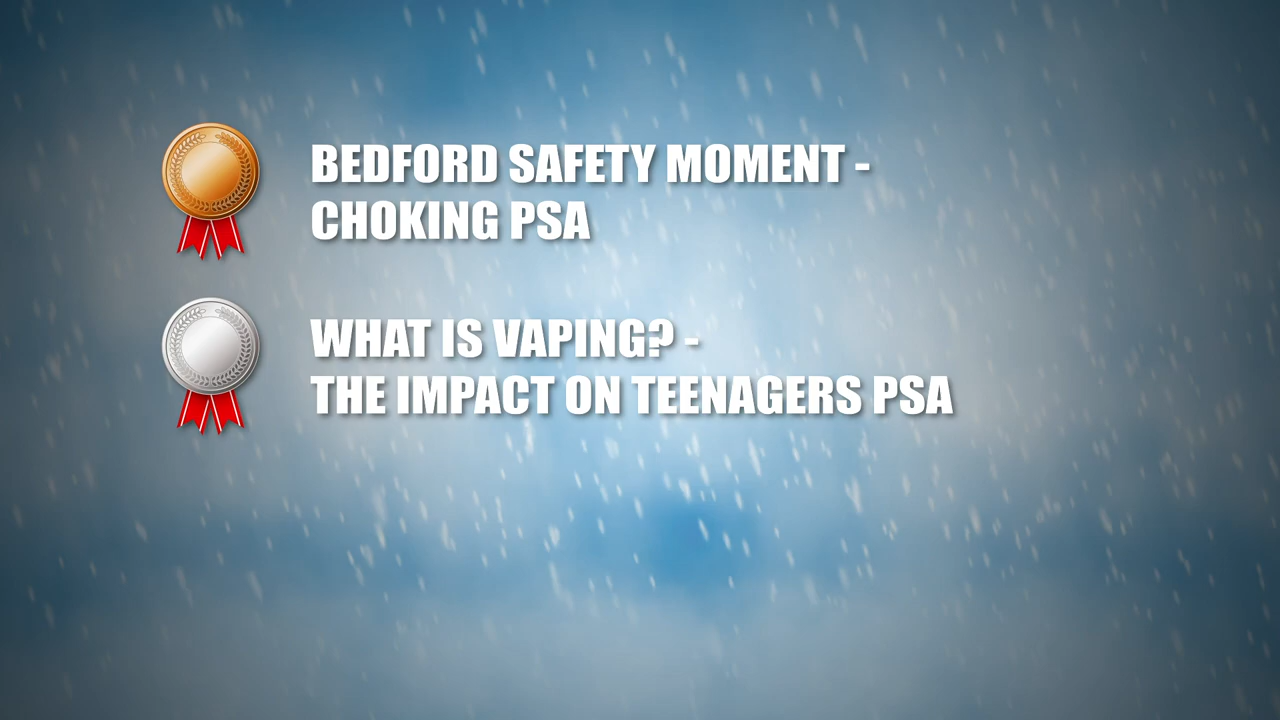 BEDFORD SAFETY MOMENT -
CHOKING PSA
WHAT IS VAPING? -
THE IMPACT ON TEENAGERS PSA